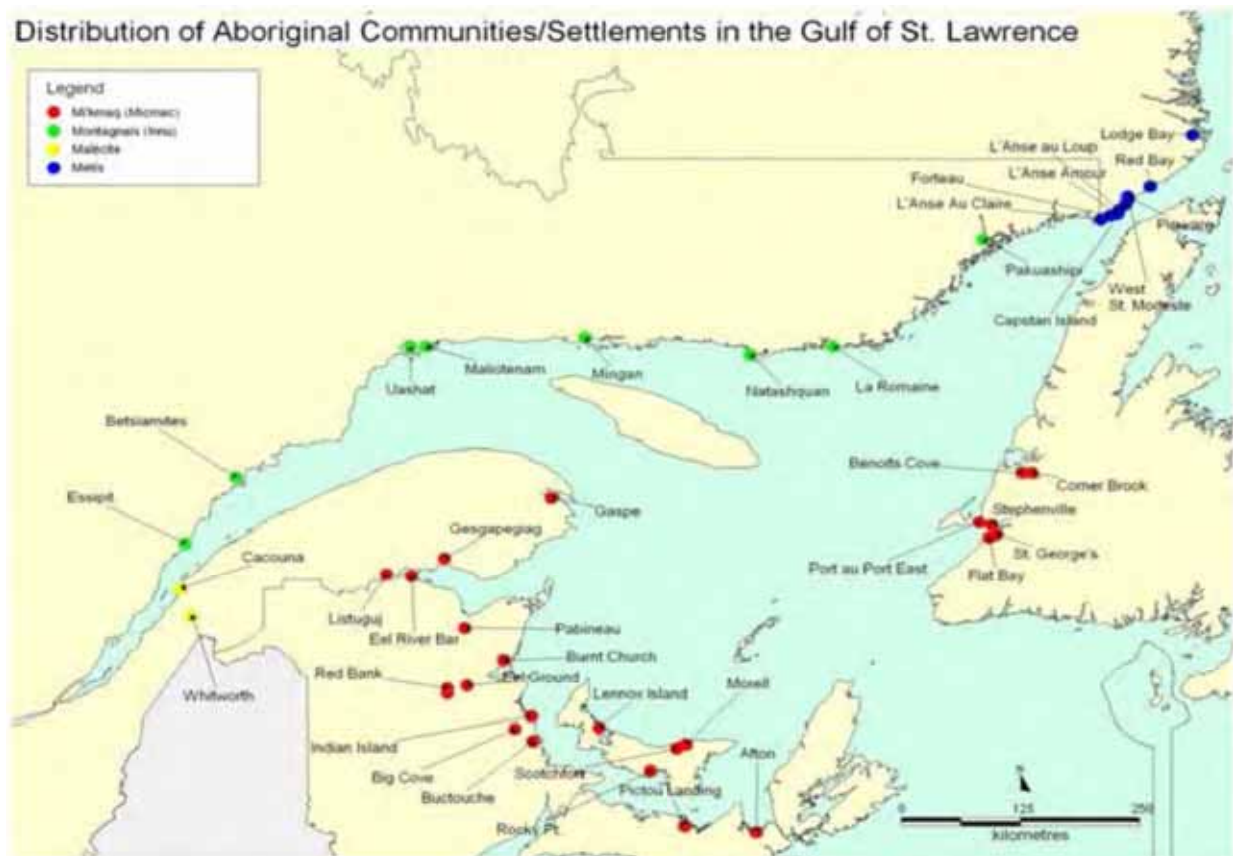 Distribution of Aboriginal Communities/Settlements in the Gulf of St. Lawrence
Legend
Mi'kmaq (Micmac)
Montagnais (Innu)
Malécite
Metis
Lodge Bay
L'Anse au Loup
Red Bay
L'Anse Amour
Forteau
L'Anse Au Claire
Pinware
Pakuashipi
West
St. Modeste
Capstan Island
Maliotenam
Mingan
Uashat
Natashquan
La Romaine
Betsiamites
Benoits Cove
Corner Brook
Essipit
Gaspe
Stephenville
Gesgapegiag
Cacouna
St. George's
Port au Port East
Flat Bay
Listuguj
Eel River Bar
Pabineau
Burnt Church
Red Bank
Eel Ground
Morell
Whitworth
Lennox Island
Indian Island
Afton
Big Cove
Scotchfort
Buctouche
Pictou Landing
Rocky Pt.
N
0 125 250
kilometres